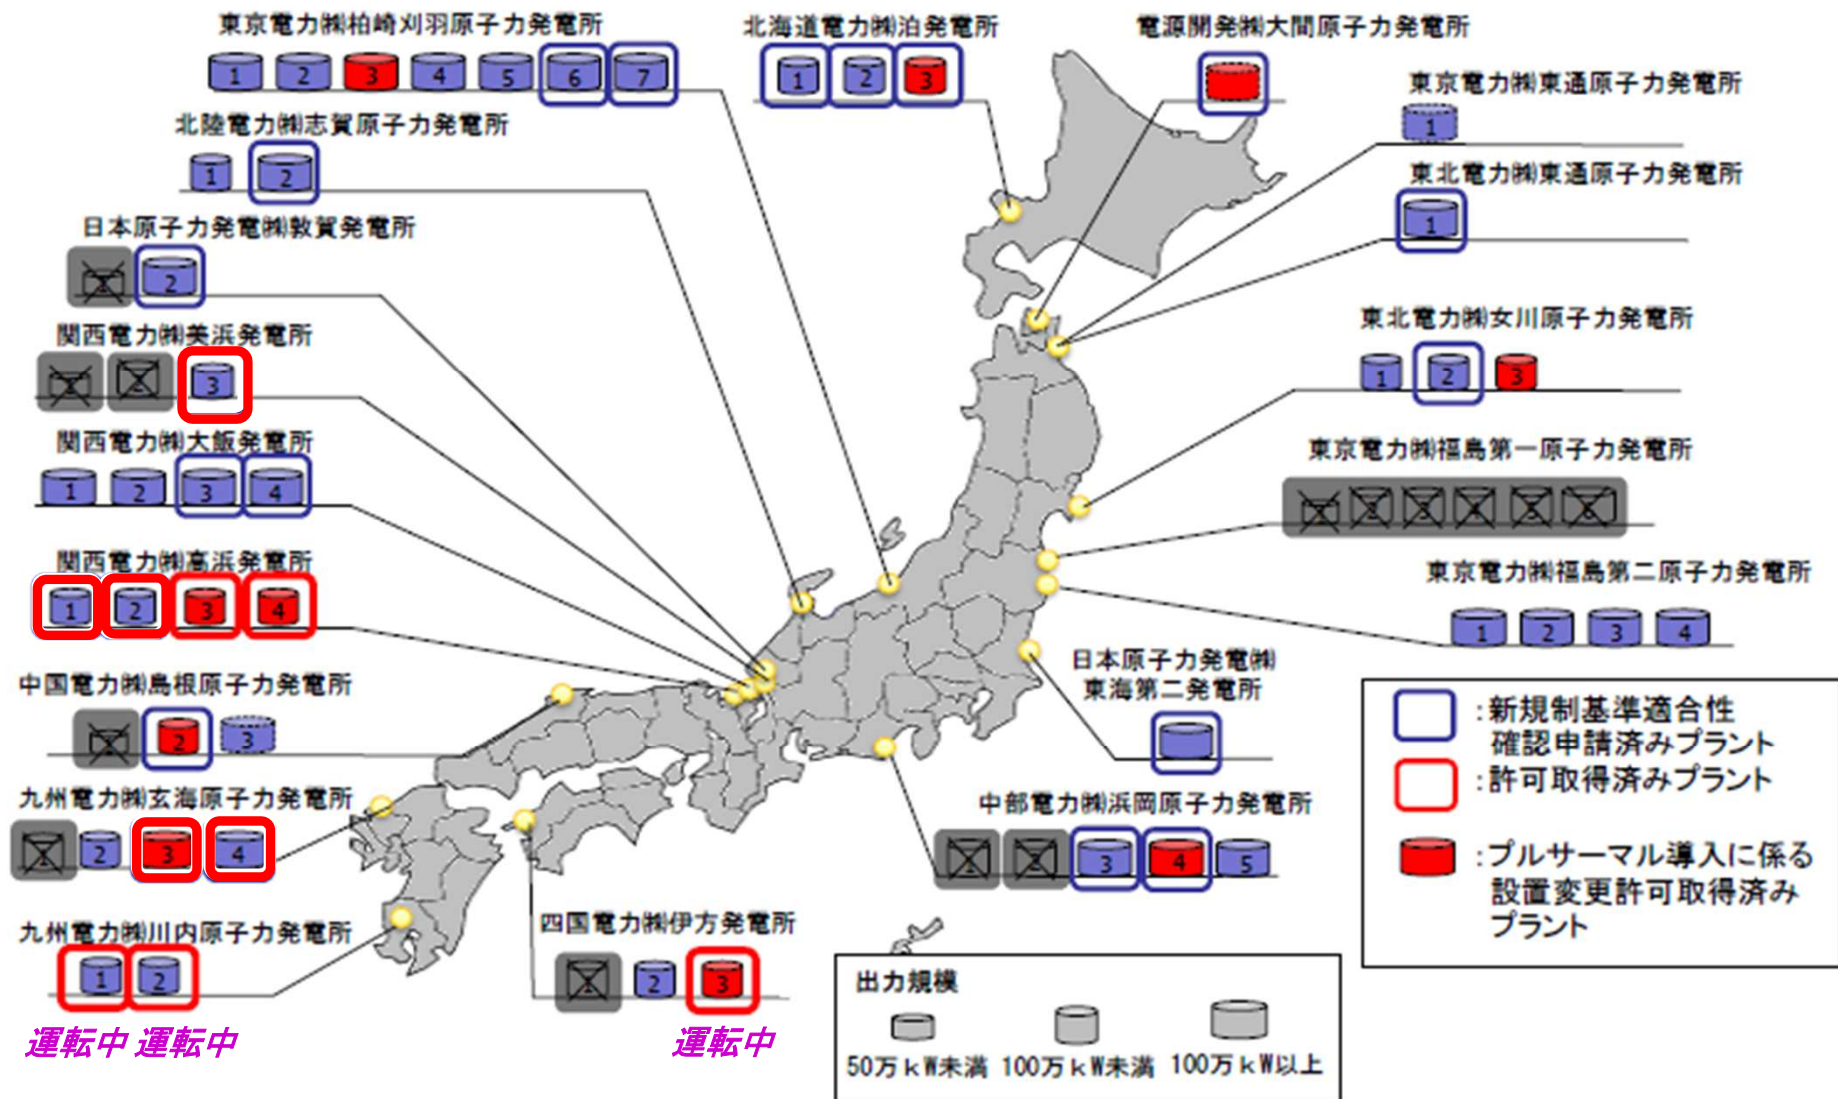 東京電力㈱柏崎刈羽原子力発電所
1 2 3 4 5 6 7
北海道電力㈱泊発電所
1 2 3
電源開発㈱大間原子力発電所
東京電力㈱東通原子力発電所
1
北陸電力㈱志賀原子力発電所
1 2
東北電力㈱東通原子力発電所
1
日本原子力発電㈱敦賀発電所
1 2
東北電力㈱女川原子力発電所
1 2 3
関西電力㈱美浜発電所
1 2 3
関西電力㈱大飯発電所
1 2 3 4
東京電力㈱福島第一原子力発電所
1 2 3 4 5 6
関西電力㈱高浜発電所
1 2 3 4
東京電力㈱福島第二原子力発電所
1 2 3 4
日本原子力発電㈱
東海第二発電所
中国電力㈱島根原子力発電所
1 2 3
九州電力㈱玄海原子力発電所
1 2 3 4
中部電力㈱浜岡原子力発電所
1 2 3 4 5
九州電力㈱川内原子力発電所
1 2
運転中 運転中
四国電力㈱伊方発電所
1 2 3
運転中
:新規制基準適合性
確認申請済みプラント
:許可取得済みプラント
:プルサーマル導入に係る
設置変更許可取得済み
プラント
出力規模
50万kW未満 100万kW未満 100万kW以上